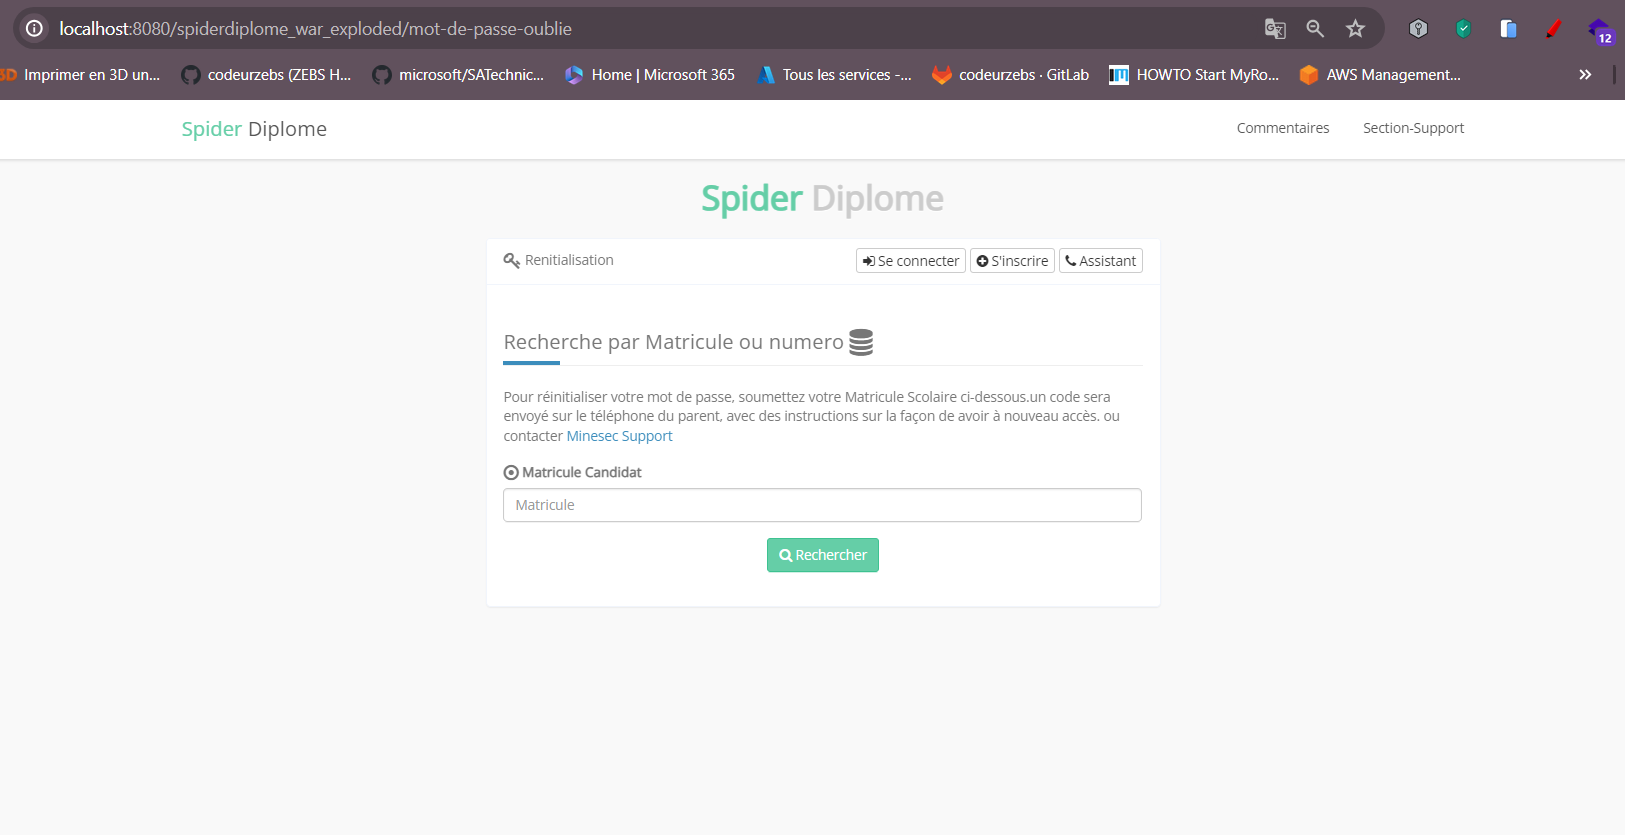 localhost:8080/spiderdiplome_war_exploded/mot-de-passe-oublie
12
3D Imprimer en 3D un... codeurzebs (ZEBS H... microsoft/SATechnic... Home | Microsoft 365 Tous les services -... codeurzebs · GitLab HOWTO Start MyRo... AWS Management... »
Spider Diplome Commentaires Section-Support
Spider Diplome
Renitialisation Se connecter S'inscrire Assistant
Recherche par Matricule ou numero
Pour réinitialiser votre mot de passe, soumettez votre Matricule Scolaire ci-dessous.un code sera
envoyé sur le téléphone du parent, avec des instructions sur la façon de avoir à nouveau accès. ou
contacter Minesec Support
Matricule Candidat
Matricule
Rechercher